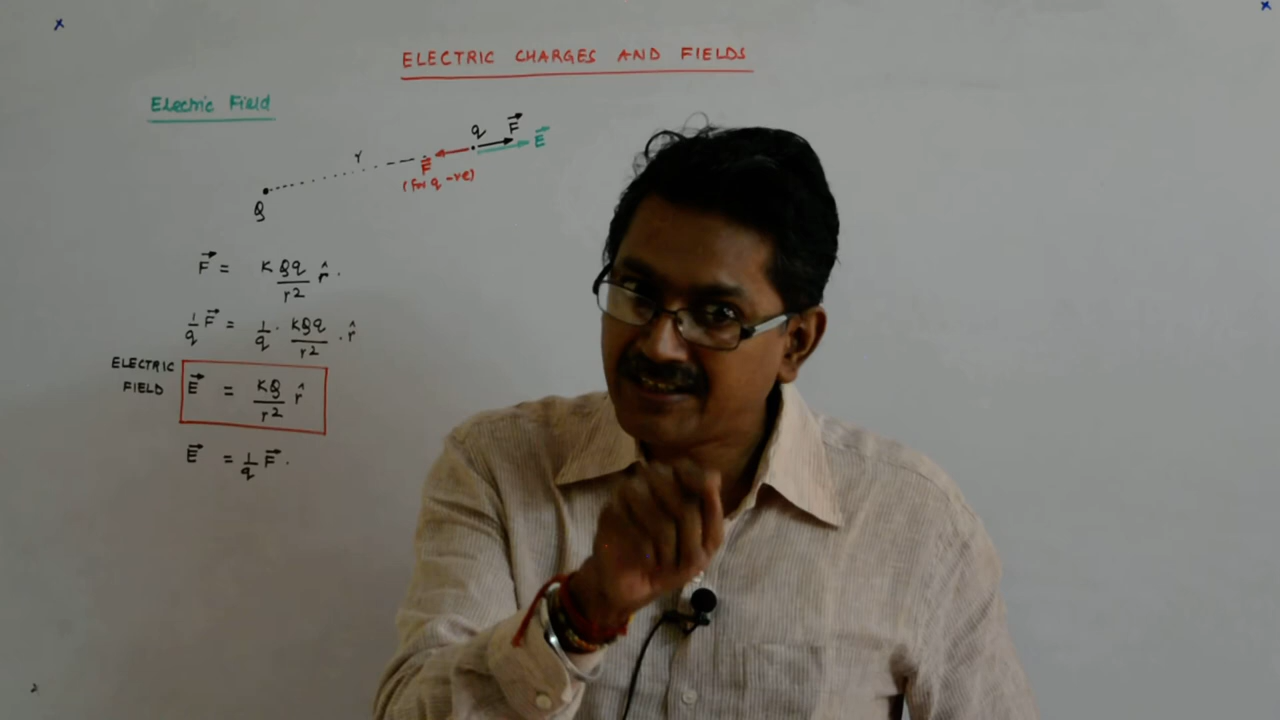 ELECTRIC CHARGES AND FIELDS
Electric Field
q F⃗ E⃗
r
F⃗
(for q -ve)
Q
F⃗ = KQq/r² r̂.
1/q F⃗ = 1/q . KQq/r² . r̂
ELECTRIC FIELD E⃗ = KQ/r² r̂
E⃗ = 1/q F⃗.